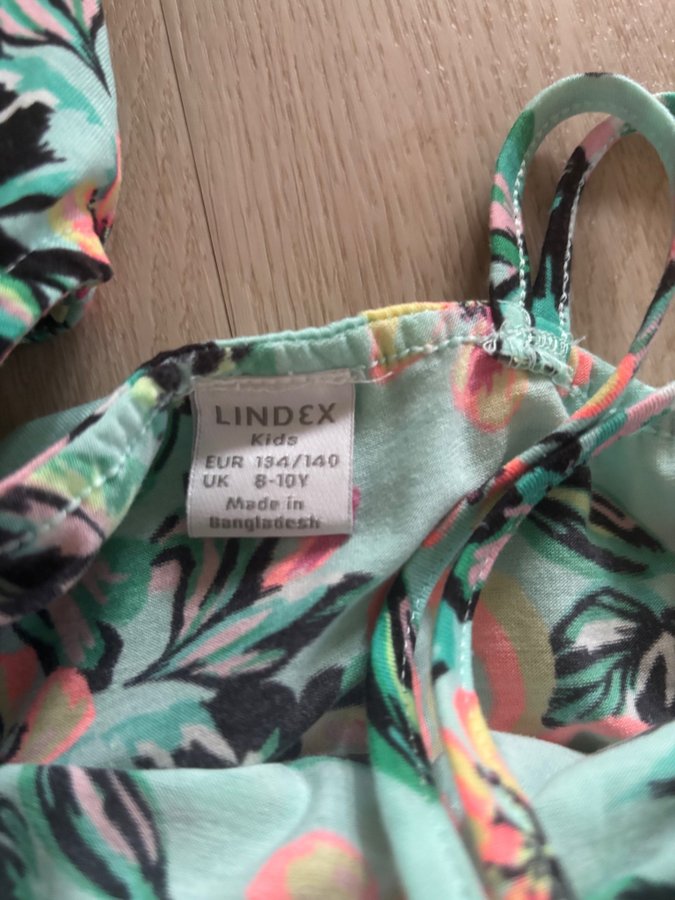 LINDEX
Kids
EUR 134/140
UK 8-10Y
Made in
Bangladesh